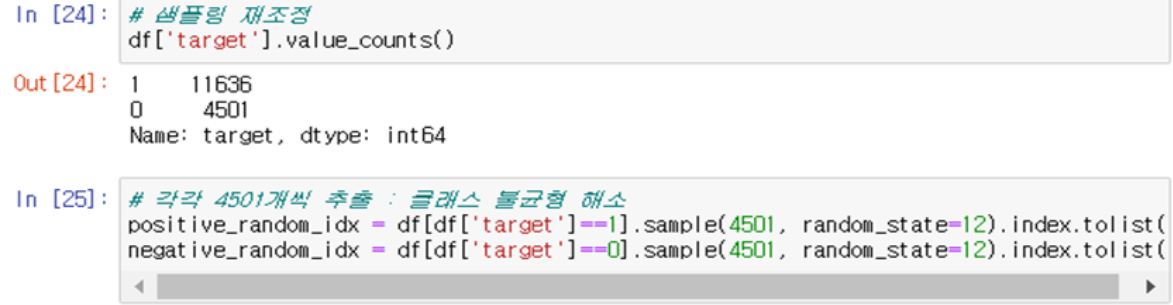 In [24]: # 샘플링 재조정
df['target'].value_counts()
Out[24]: 1 11636
0 4501
Name: target, dtype: int64
In [25]: # 각각 4501개씩 추출 : 클래스 불균형 해소
positive_random_idx = df[df['target']==1].sample(4501, random_state=12).index.tolist(
negative_random_idx = df[df['target']==0].sample(4501, random_state=12).index.tolist(